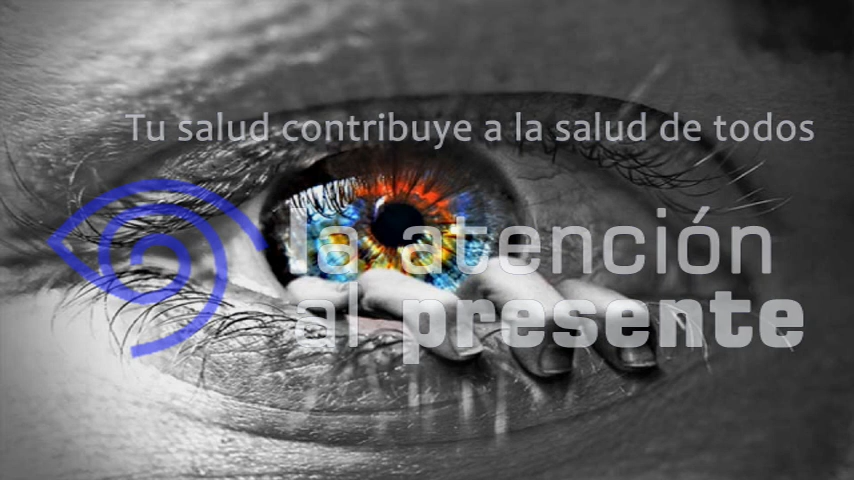 Tu salud contribuye a la salud de todos
la atención
al presente